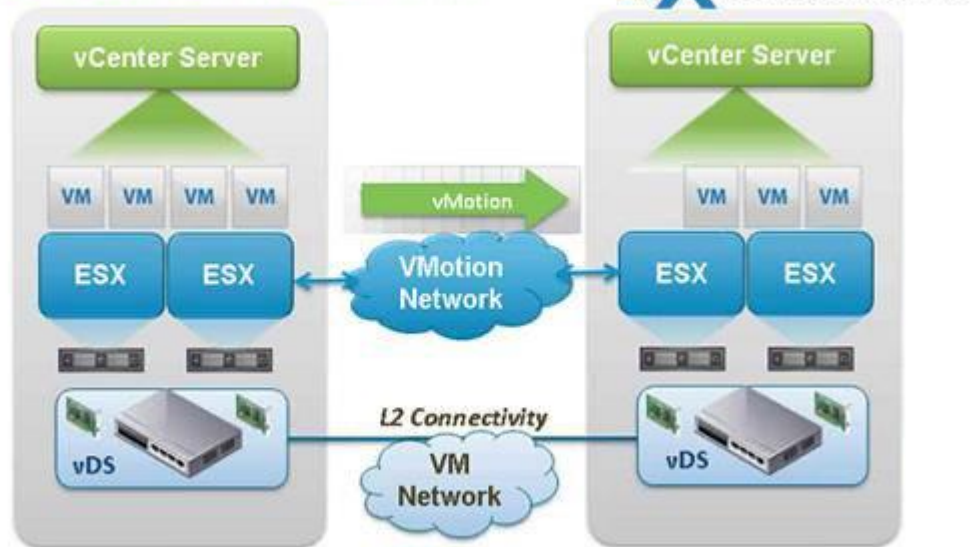 vCenter Server
VM VM VM VM
ESX ESX
vDS
vMotion
VMotion
Network
L2 Connectivity
VM
Network
vCenter Server
VM VM VM
ESX ESX
vDS